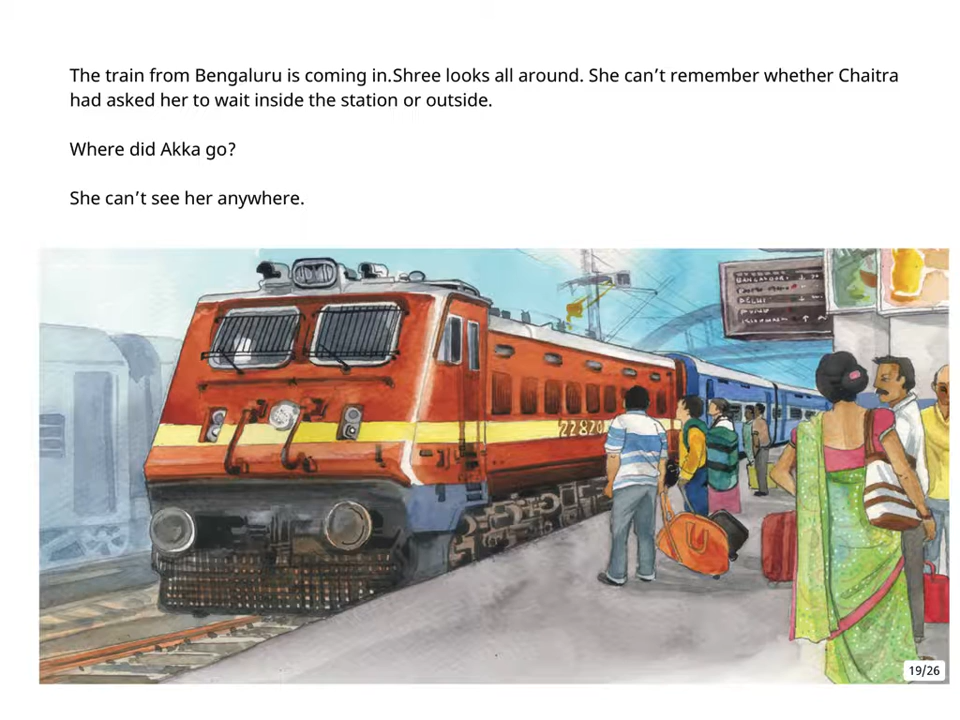 The train from Bengaluru is coming in.Shree looks all around. She can’t remember whether Chaitra
had asked her to wait inside the station or outside.
Where did Akka go?
She can’t see her anywhere.
DELHI
22820
19/26